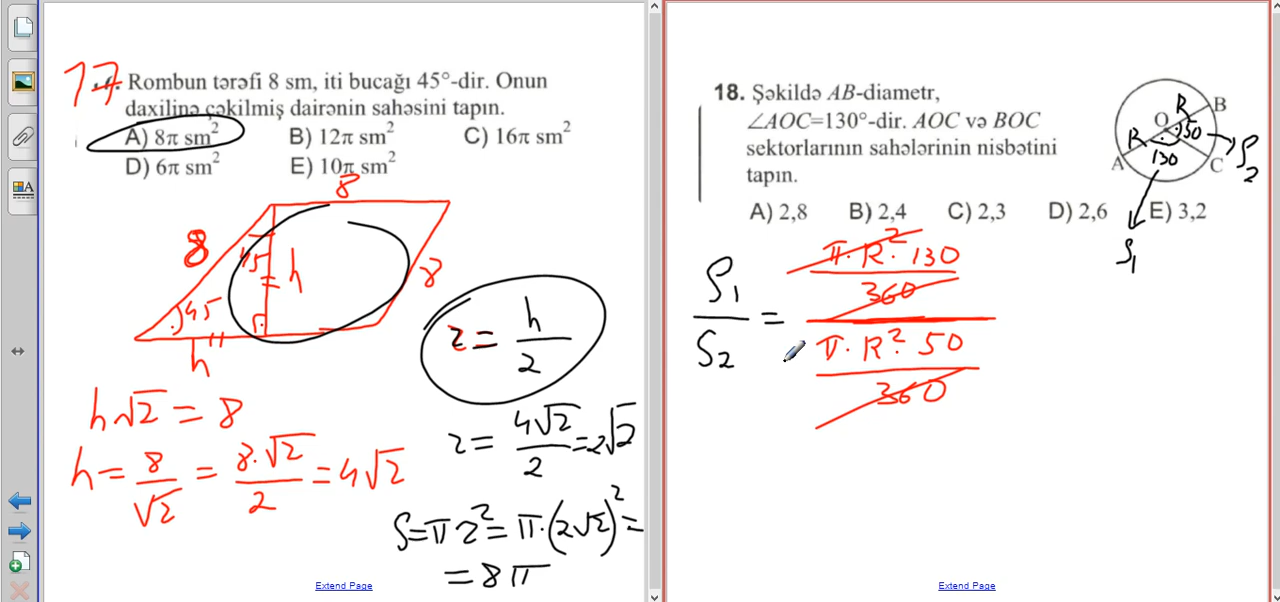 17
Rombun tərəfi 8 sm, iti bucağı 45°-dir. Onun
daxilinə çəkilmiş dairənin sahəsini tapın.
A) 8π sm² B) 12π sm² C) 16π sm²
D) 6π sm² E) 10π sm²
8
8
45
h
8
45
h
r = h/2
h√2 = 8
h = 8/√2 = 8·√2/2 = 4√2
r = 4√2/2 = 2√2
S = πr² = π·(2√2)² =
= 8π
Extend Page
18. Şəkildə AB-diametr,
∠AOC=130°-dir. AOC və BOC
sektorlarının sahələrinin nisbətini
tapın.
A) 2,8 B) 2,4 C) 2,3 D) 2,6 E) 3,2
R B
O 50
R
A 130 C
S₂
S₁
S₁/S₂ = (π·R²·130/360)/(π·R²·50/360)
Extend Page